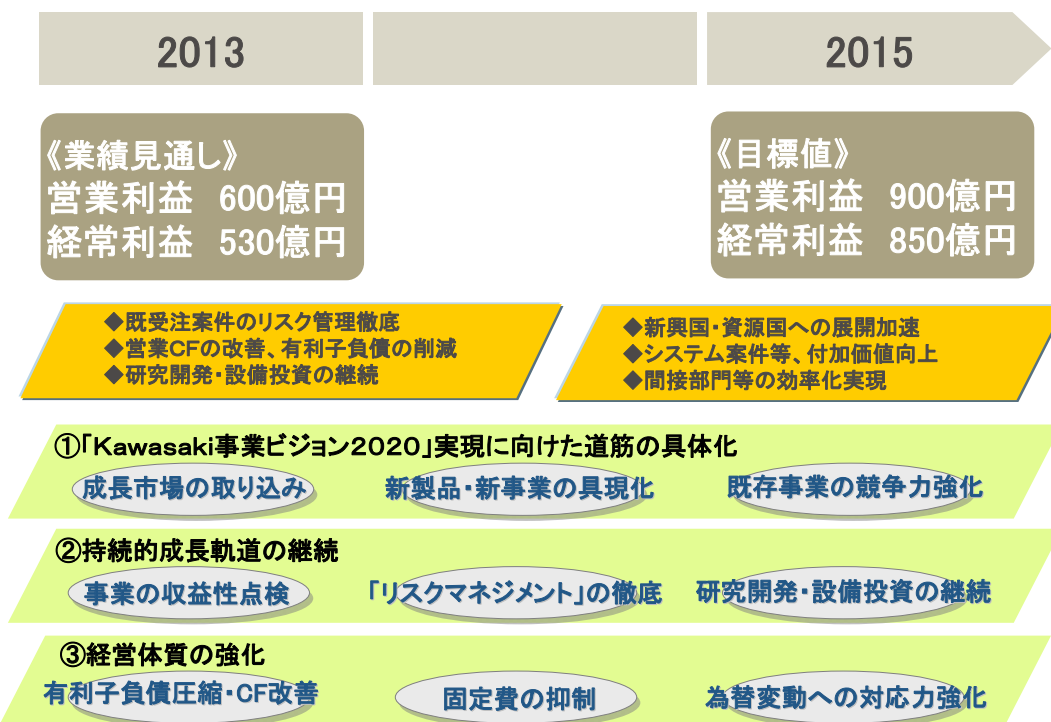 2013
2015
《業績見通し》
営業利益 600億円
経常利益 530億円
《目標値》
営業利益 900億円
経常利益 850億円
◆既受注案件のリスク管理徹底
◆営業CFの改善、有利子負債の削減
◆研究開発・設備投資の継続
◆新興国・資源国への展開加速
◆システム案件等、付加価値向上
◆間接部門等の効率化実現
①「Kawasaki事業ビジョン2020」実現に向けた道筋の具体化
成長市場の取り込み
新製品・新事業の具現化
既存事業の競争力強化
②持続的成長軌道の継続
事業の収益性点検
「リスクマネジメント」の徹底
研究開発・設備投資の継続
③経営体質の強化
有利子負債圧縮・CF改善
固定費の抑制
為替変動への対応力強化